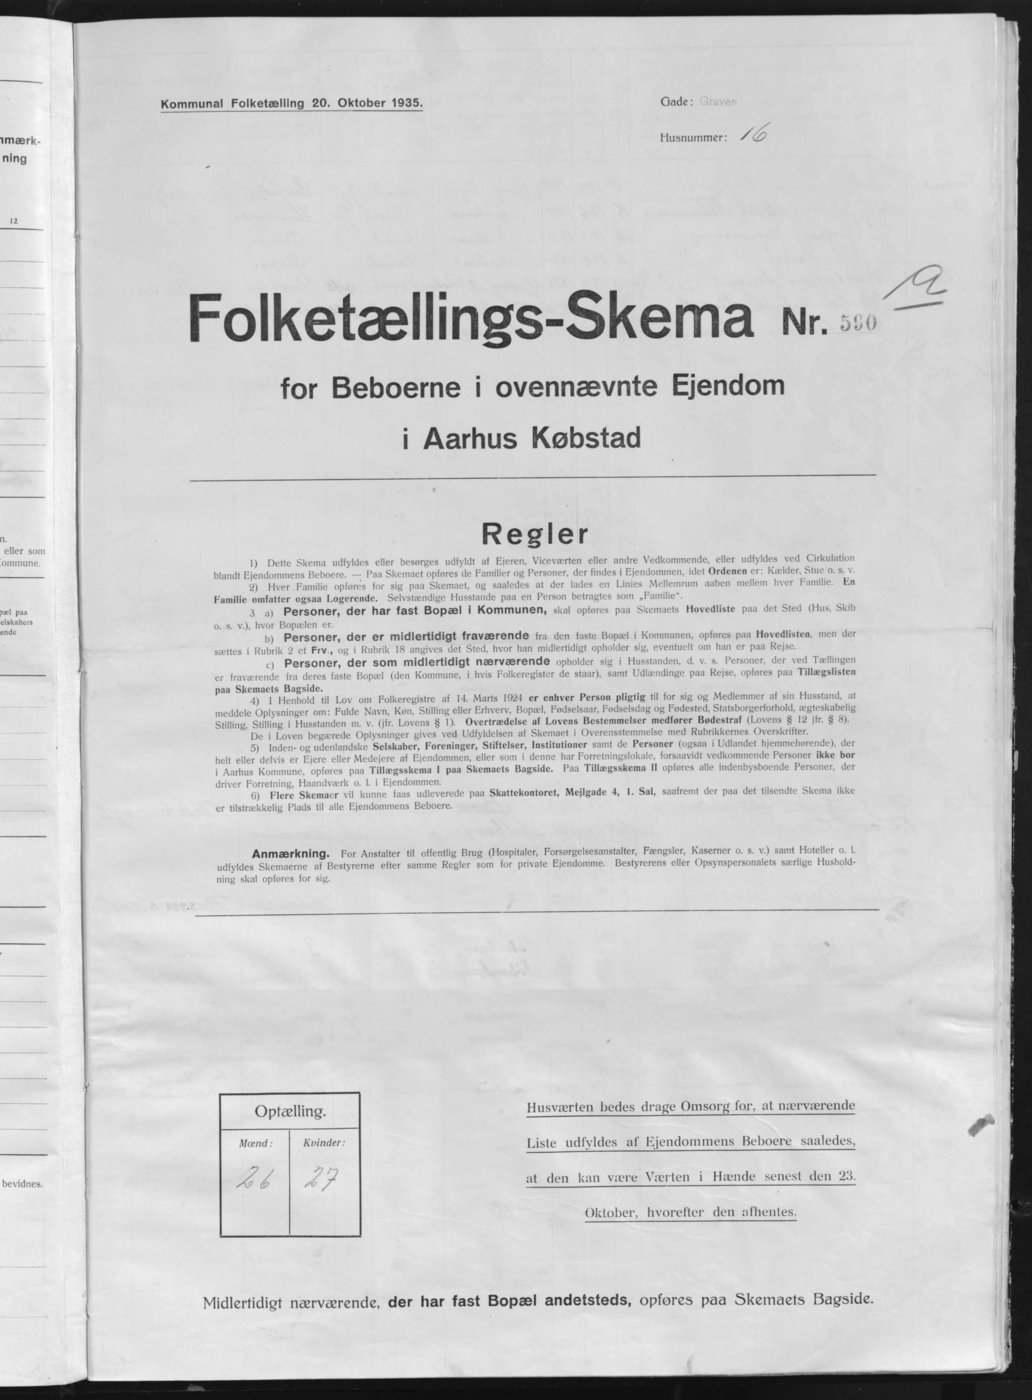 nmærk-
ning
12
n.
eller som
ommune.
pæl paa
elskabers
ende
bevidnes.
Kommunal Folketælling 20. Oktober 1935.
Gade: Graven
Husnummer: 16
a
Folketællings-Skema Nr. 590
for Beboerne i ovennævnte Ejendom
i Aarhus Købstad
Regler
1) Dette Skema udfyldes eller besørges udfyldt af Ejeren, Viceværten eller andre Vedkommende, eller udfyldes ved Cirkulation
blandt Ejendommens Beboere. — Paa Skemaet opføres de Familier og Personer, der findes i Ejendommen, idet Ordenen er: Kælder, Stue o. s. v.
2) Hver Familie opføres for sig paa Skemaet, og saaledes at der lades en Linies Mellemrum aaben mellem hver Familie. En
Familie omfatter ogsaa Logerende. Selvstændige Husstande paa en Person betragtes som „Familie“.
3 a) Personer, der har fast Bopæl i Kommunen, skal opføres paa Skemaets Hovedliste paa det Sted (Hus, Skib
o. s. v.), hvor Bopælen er.
b) Personer, der er midlertidigt fraværende fra den faste Bopæl i Kommunen, opføres paa Hovedlisten, men der
sættes i Rubrik 2 et Frv., og i Rubrik 18 angives det Sted, hvor han midlertidigt opholder sig, eventuelt om han er paa Rejse.
c) Personer, der som midlertidigt nærværende opholder sig i Husstanden, d. v. s. Personer, der ved Tællingen
er fraværende fra deres faste Bopæl (den Kommune, i hvis Folkeregister de staar), samt Udlændinge paa Rejse, opføres paa Tillægslisten
paa Skemaets Bagside.
4) I Henhold til Lov om Folkeregistre af 14. Marts 1924 er enhver Person pligtig til for sig og Medlemmer af sin Husstand, at
meddele Oplysninger om: Fulde Navn, Køn, Stilling eller Erhverv, Bopæl, Fødselsaar, Fødselsdag og Fødested, Statsborgerforhold, ægteskabelig
Stilling, Stilling i Husstanden m. v. (jfr. Lovens § 1). Overtrædelse af Lovens Bestemmelser medfører Bødestraf (Lovens § 12 jfr. § 8).
De i Loven begærede Oplysninger gives ved Udfyldelsen af Skemaet i Overensstemmelse med Rubrikkernes Overskrifter.
5) Inden- og udenlandske Selskaber, Foreninger, Stiftelser, Institutioner samt de Personer (ogsaa i Udlandet hjemmehørende), der
helt eller delvis er Ejere eller Medejere af Ejendommen, eller som i denne har Forretningslokale, forsaavidt vedkommende Personer ikke bor
i Aarhus Kommune, opføres paa Tillægsskema I paa Skemaets Bagside. Paa Tillægsskema II opføres alle indenbysboende Personer, der
driver Forretning, Haandværk o. l. i Ejendommen.
6) Flere Skemaer vil kunne faas udleverede paa Skattekontoret, Mejlgade 4, 1. Sal, saafremt der paa det tilsendte Skema ikke
er tilstrækkelig Plads til alle Ejendommens Beboere.
Anmærkning. For Anstalter til offentlig Brug (Hospitaler, Forsørgelsesanstalter, Fængsler, Kaserner o. s. v.) samt Hoteller o. l.
udfyldes Skemaerne af Bestyrerne efter samme Regler som for private Ejendomme. Bestyrerens eller Opsynspersonalets særlige Hushold-
ning skal opføres for sig.
Optælling.
Mænd: Kvinder:
26 27
Husværten bedes drage Omsorg for, at nærværende
Liste udfyldes af Ejendommens Beboere saaledes,
at den kan være Værten i Hænde senest den 23.
Oktober, hvorefter den afhentes.
Midlertidigt nærværende, der har fast Bopæl andetsteds, opføres paa Skemaets Bagside.